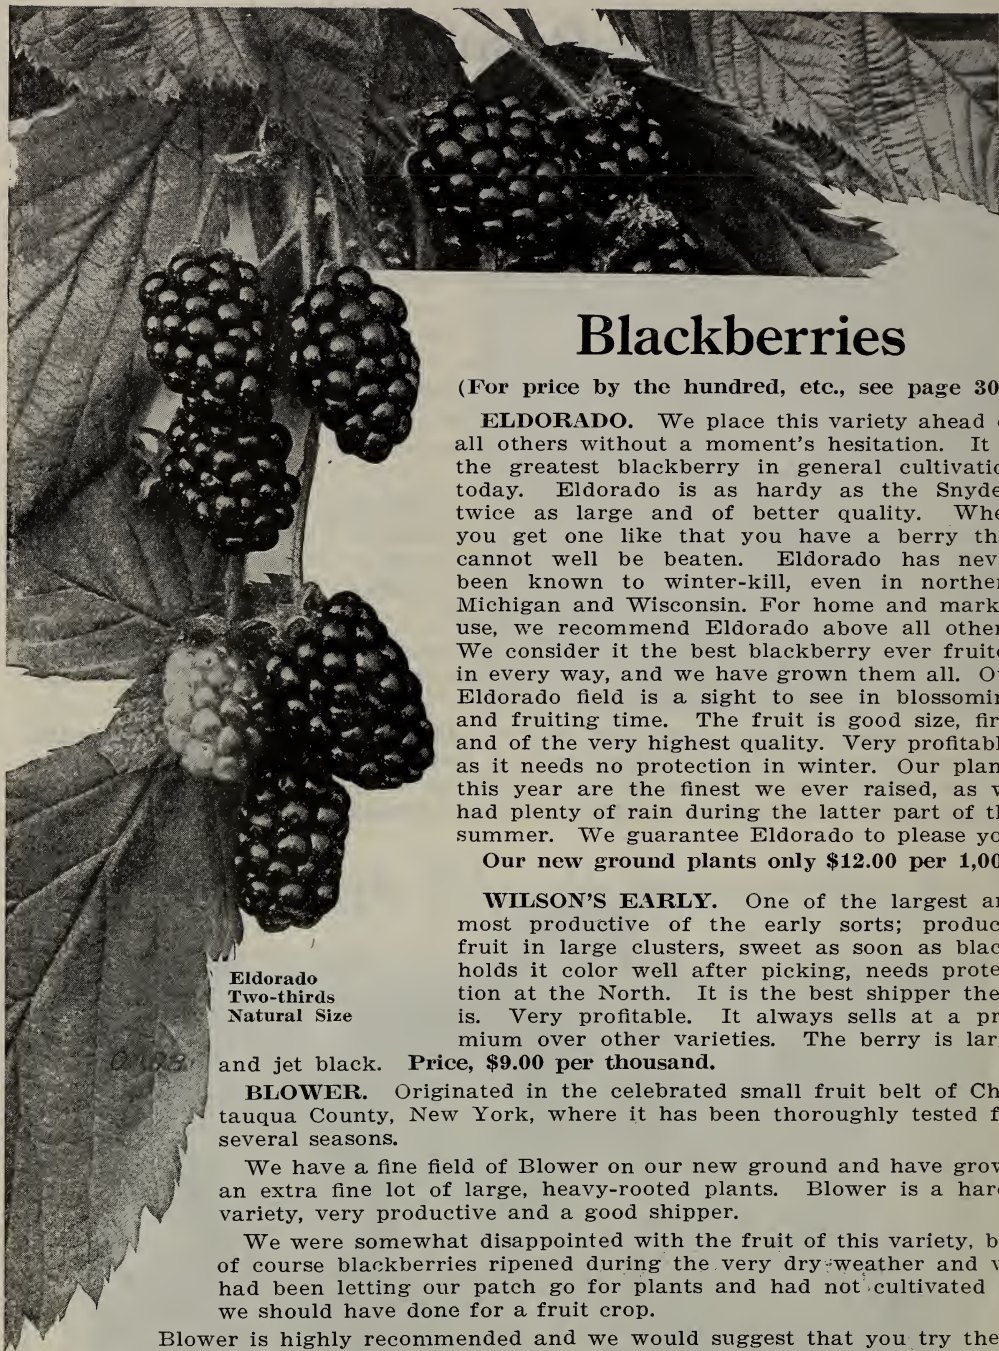 Blackberries
(For price by the hundred, etc., see page 30
ELDORADO. We place this variety ahead
all others without a moment's hesitation. It
the greatest blackberry in general cultivatio
today. Eldorado is as hardy as the Snyde
twice as large and of better quality. Whe
you get one like that you have a berry tha
cannot well be beaten. Eldorado has nev
been known to winter-kill, even in norther
Michigan and Wisconsin. For home and mark
use, we recommend Eldorado above all other
We consider it the best blackberry ever fruite
in every way, and we have grown them all. O
Eldorado field is a sight to see in blossomin
and fruiting time. The fruit is good size, fir
and of the very highest quality. Very profitabl
as it needs no protection in winter. Our plan
this year are the finest we ever raised, as w
had plenty of rain during the latter part of th
summer. We guarantee Eldorado to please yo
Our new ground plants only $12.00 per 1,00
WILSON'S EARLY. One of the largest an
most productive of the early sorts; produc
fruit in large clusters, sweet as soon as blac
holds it color well after picking, needs prote
tion at the North. It is the best shipper the
is. Very profitable. It always sells at a pr
mium over other varieties. The berry is lar
and jet black. Price, $9.00 per thousand.
Eldorado
Two-thirds
Natural Size
BLOWER. Originated in the celebrated small fruit belt of Ch
tauqua County, New York, where it has been thoroughly tested f
several seasons.
We have a fine field of Blower on our new ground and have grow
an extra fine lot of large, heavy-rooted plants. Blower is a har
variety, very productive and a good shipper.
We were somewhat disappointed with the fruit of this variety, b
of course blackberries ripened during the very dry weather and w
had been letting our patch go for plants and had not cultivated
we should have done for a fruit crop.
Blower is highly recommended and we would suggest that you try the